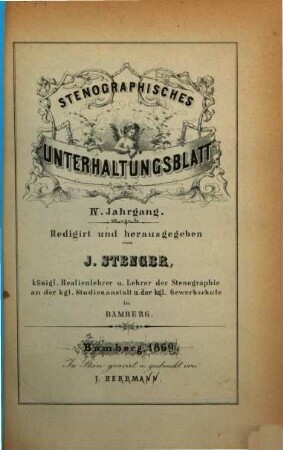 STENOGRAPHISCHES
UNTERHALTUNGSBLATT
IV. Jahrgang.
Redigirt und herausgegeben
von
J. STENGER,
königl. Reallehrer u. Lehrer der Stenographie
an der kgl. Studienanstalt u. der kgl. Gewerbschule
in
BAMBERG.
Bamberg, 1869.
In Stein gravirt u. gedruckt von
J. HERRMANN.